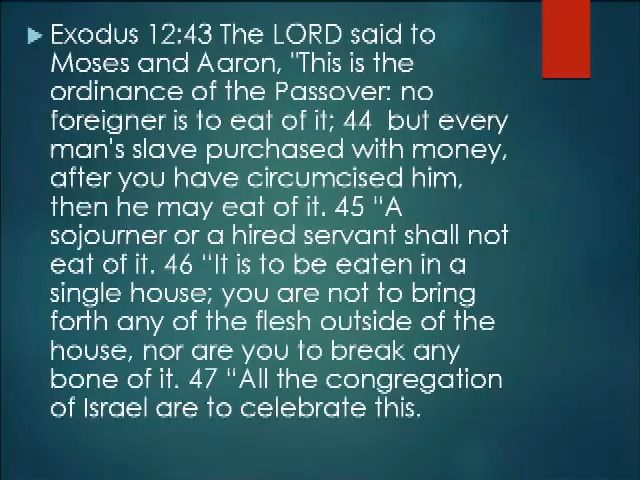 Exodus 12:43 The LORD said to
Moses and Aaron, "This is the
ordinance of the Passover: no
foreigner is to eat of it; 44 but every
man's slave purchased with money,
after you have circumcised him,
then he may eat of it. 45 “A
sojourner or a hired servant shall not
eat of it. 46 “It is to be eaten in a
single house; you are not to bring
forth any of the flesh outside of the
house, nor are you to break any
bone of it. 47 “All the congregation
of Israel are to celebrate this.